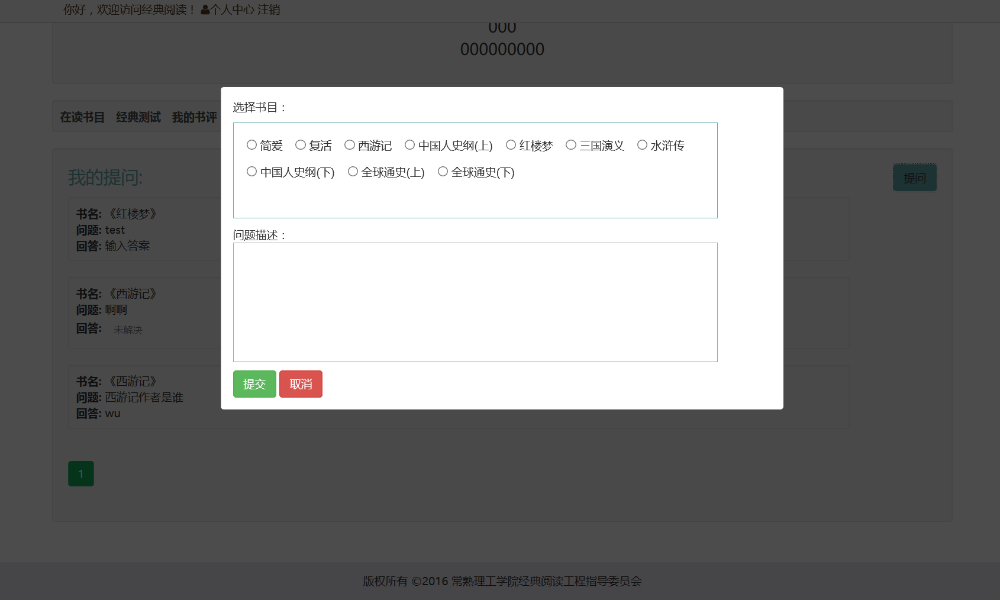 你好，欢迎访问经典阅读！ 个人中心 注销
000
000000000
在读书目 经典测试 我的书评
选择书目：
简爱 复活 西游记 中国人史纲(上) 红楼梦 三国演义 水浒传
中国人史纲(下) 全球通史(上) 全球通史(下)
我的提问:
提问
书名: 《红楼梦》
问题: test
回答: 输入答案
问题描述：
书名: 《西游记》
问题: 啊啊
回答: 未解决
书名: 《西游记》
问题: 西游记作者是谁
回答: wu
提交 取消
1
版权所有 ©2016 常熟理工学院经典阅读工程指导委员会